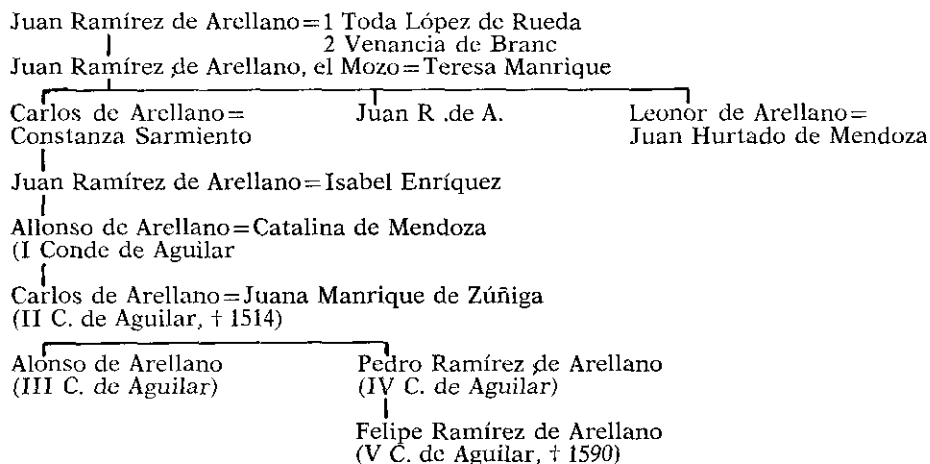 Juan Ramírez de Arellano=1 Toda López de Rueda
2 Venancia de Branc
Juan Ramírez de Arellano, el Mozo=Teresa Manrique
Carlos de Arellano=
Constanza Sarmiento
Juan R .de A.
Leonor de Arellano=
Juan Hurtado de Mendoza
Juan Ramírez de Arellano=Isabel Enríquez
Allonso de Arellano=Catalina de Mendoza
(I Conde de Aguilar
Carlos de Arellano=Juana Manrique de Zúñiga
(II C. de Aguilar, † 1514)
Alonso de Arellano
(III C. de Aguilar)
Pedro Ramírez de Arellano
(IV C. de Aguilar)
Felipe Ramírez de Arellano
(V C. de Aguilar, † 1590)